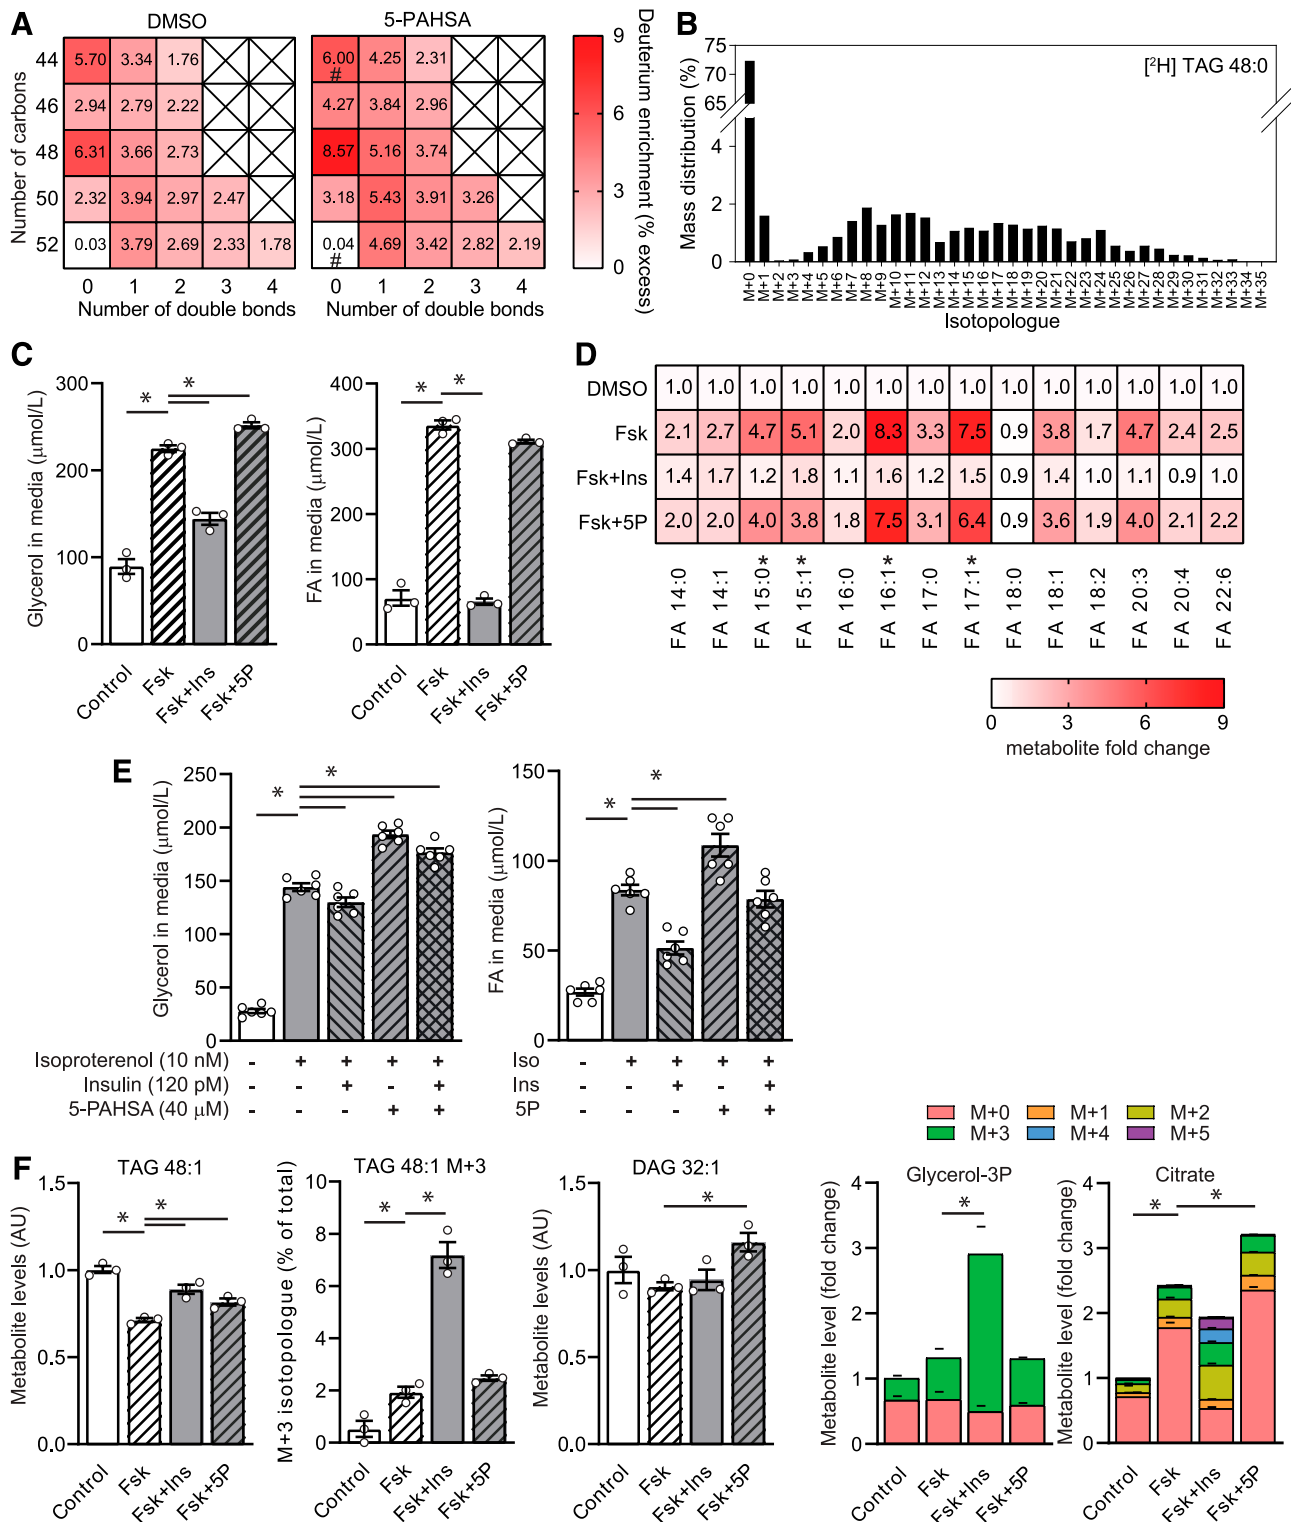 A
DMSO
5-PAHSA
Number of carbons
44 5.70 3.34 1.76 6.00 # 4.25 2.31
46 2.94 2.79 2.22 4.27 3.84 2.96
48 6.31 3.66 2.73 8.57 5.16 3.74
50 2.32 3.94 2.97 2.47 3.18 5.43 3.91 3.26
52 0.03 3.79 2.69 2.33 1.78 0.04 # 4.69 3.42 2.82 2.19
0 1 2 3 4 0 1 2 3 4
Number of double bonds Number of double bonds
9
6
3
0
Deuterium enrichment (% excess)
B
[²H] TAG 48:0
Mass distribution (%)
75
70
65
4
2
0
M+0 M+1 M+2 M+3 M+4 M+5 M+6 M+7 M+8 M+9 M+10 M+11 M+12 M+13 M+14 M+15 M+16 M+17 M+18 M+19 M+20 M+21 M+22 M+23 M+24 M+25 M+26 M+27 M+28 M+29 M+30 M+31 M+32 M+33 M+34 M+35
Isotopologue
C
Glycerol in media (μmol/L)
300
200
100
0
* *
Control Fsk Fsk+Ins Fsk+5P
FA in media (μmol/L)
400
300
200
100
0
* *
Control Fsk Fsk+Ins Fsk+5P
D
DMSO 1.0 1.0 1.0 1.0 1.0 1.0 1.0 1.0 1.0 1.0 1.0 1.0 1.0 1.0
Fsk 2.1 2.7 4.7 5.1 2.0 8.3 3.3 7.5 0.9 3.8 1.7 4.7 2.4 2.5
Fsk+Ins 1.4 1.7 1.2 1.8 1.1 1.6 1.2 1.5 1.0 1.4 1.0 1.1 0.9 1.0
Fsk+5P 2.0 2.0 4.0 3.8 1.8 7.5 3.1 6.4 0.9 3.6 1.9 4.0 2.1 2.2
FA 14:0 FA 14:1 FA 15:0* FA 15:1* FA 16:0 FA 16:1* FA 17:0 FA 17:1* FA 18:0 FA 18:1 FA 18:2 FA 20:3 FA 20:4 FA 22:6
0 3 6 9
metabolite fold change
E
Glycerol in media (μmol/L)
250
200
150
100
50
0
* *
Isoproterenol (10 nM) - + + + +
Insulin (120 pM) - - + - +
5-PAHSA (40 μM) - - - + +
FA in media (μmol/L)
150
100
50
0
* *
Iso - + + + +
Ins - - + - +
5P - - - + +
F
TAG 48:1
Metabolite levels (AU)
1.5
1.0
0.5
0.0
* *
Control Fsk Fsk+Ins Fsk+5P
TAG 48:1 M+3
M+3 isotopologue (% of total)
10
8
6
4
2
0
* *
Control Fsk Fsk+Ins Fsk+5P
DAG 32:1
Metabolite levels (AU)
1.5
1.0
0.5
0.0
*
Control Fsk Fsk+Ins Fsk+5P
M+0 M+1 M+2
M+3 M+4 M+5
Glycerol-3P
Metabolite level (fold change)
4
3
2
1
0
*
Control Fsk Fsk+Ins Fsk+5P
Citrate
Metabolite level (fold change)
4
3
2
1
0
* *
Control Fsk Fsk+Ins Fsk+5P